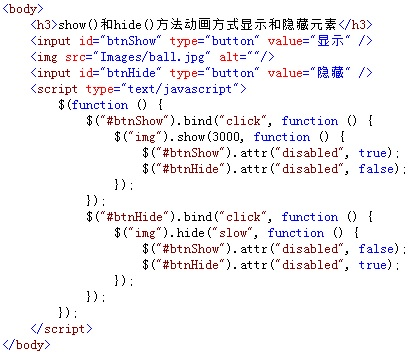 <body>
    <h3>show()和hide()方法动画方式显示和隐藏元素</h3>
    <input id="btnShow" type="button" value="显示" />
    <img src="Images/ball.jpg" alt=""/>
    <input id="btnHide" type="button" value="隐藏" />
    <script type="text/javascript">
        $(function () {
            $("#btnShow").bind("click", function () {
                $("img").show(3000, function () {
                    $("#btnShow").attr("disabled", true);
                    $("#btnHide").attr("disabled", false);
                });
            });
            $("#btnHide").bind("click", function () {
                $("img").hide("slow", function () {
                    $("#btnShow").attr("disabled", false);
                    $("#btnHide").attr("disabled", true);
                });
            });
        });
    </script>
</body>